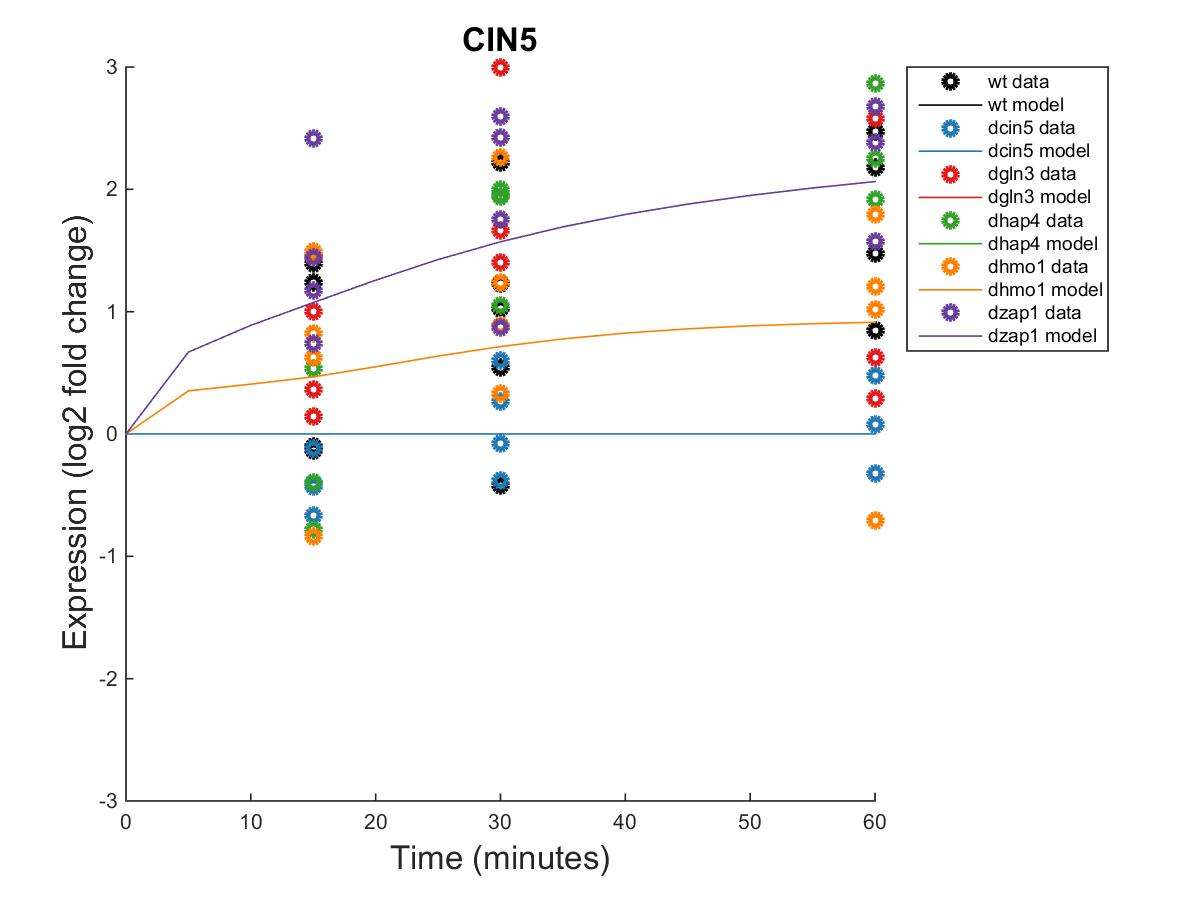 CIN5
3
2
1
0
-1
-2
-3
Expression (log2 fold change)
0 10 20 30 40 50 60
Time (minutes)
wt data
wt model
dcin5 data
dcin5 model
dgln3 data
dgln3 model
dhap4 data
dhap4 model
dhmo1 data
dhmo1 model
dzap1 data
dzap1 model